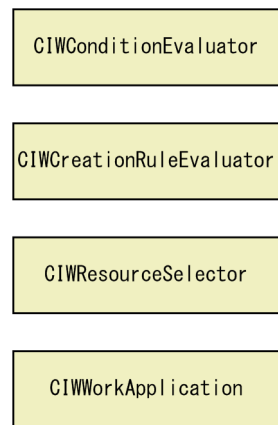 CIWConditionEvaluator
CIWCreationRuleEvaluator
CIWResourceSelector
CIWWorkApplication